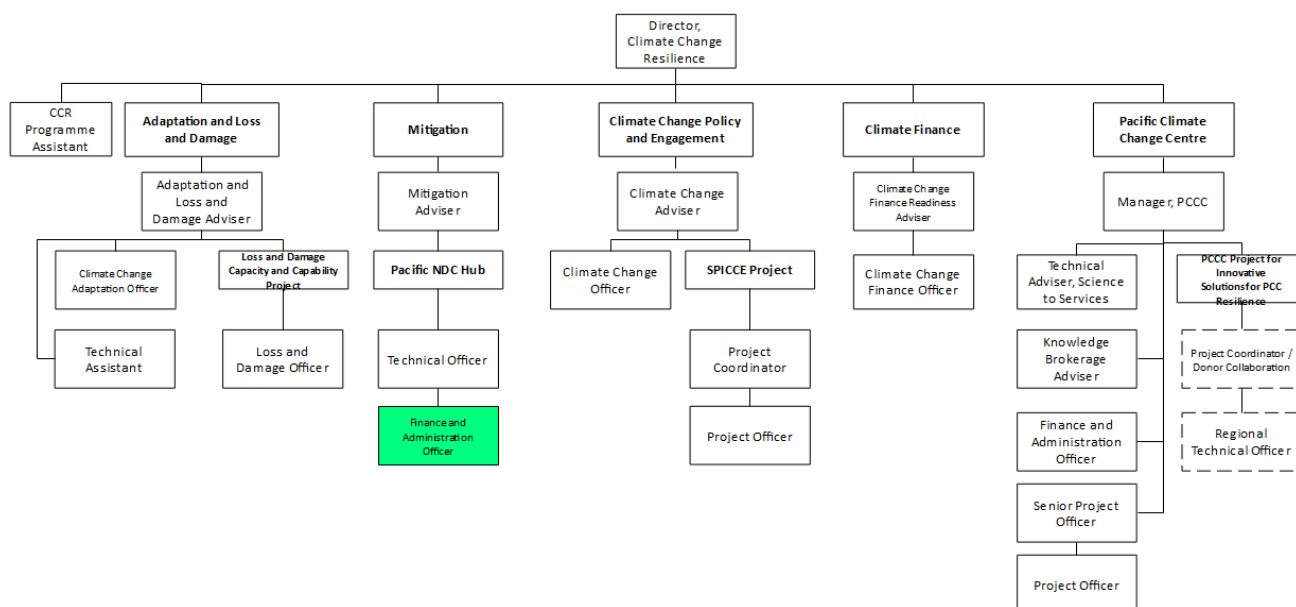 Director,
Climate Change
Resilience
CCR
Programme
Assistant
Adaptation and Loss
and Damage
Mitigation
Climate Change Policy
and Engagement
Climate Finance
Pacific Climate
Change Centre
Adaptation and
Loss and
Damage Adviser
Mitigation
Adviser
Climate Change
Adviser
Climate Change
Finance Readiness
Adviser
Manager, PCCC
Climate Change
Adaptation Officer
Loss and Damage
Capacity and Capability
Project
Pacific NDC Hub
Climate Change
Officer
SPICCE Project
Climate Change
Finance Officer
Technical
Adviser, Science
to Services
PCCC Project for
Innovative
Solutions for PCC
Resilience
Technical
Assistant
Loss and
Damage Officer
Technical Officer
Project
Coordinator
Knowledge
Brokerage
Adviser
Project Coordinator /
Donor Collaboration
Finance and
Administration
Officer
Project Officer
Finance and
Administration
Officer
Regional
Technical Officer
Senior Project
Officer
Project Officer